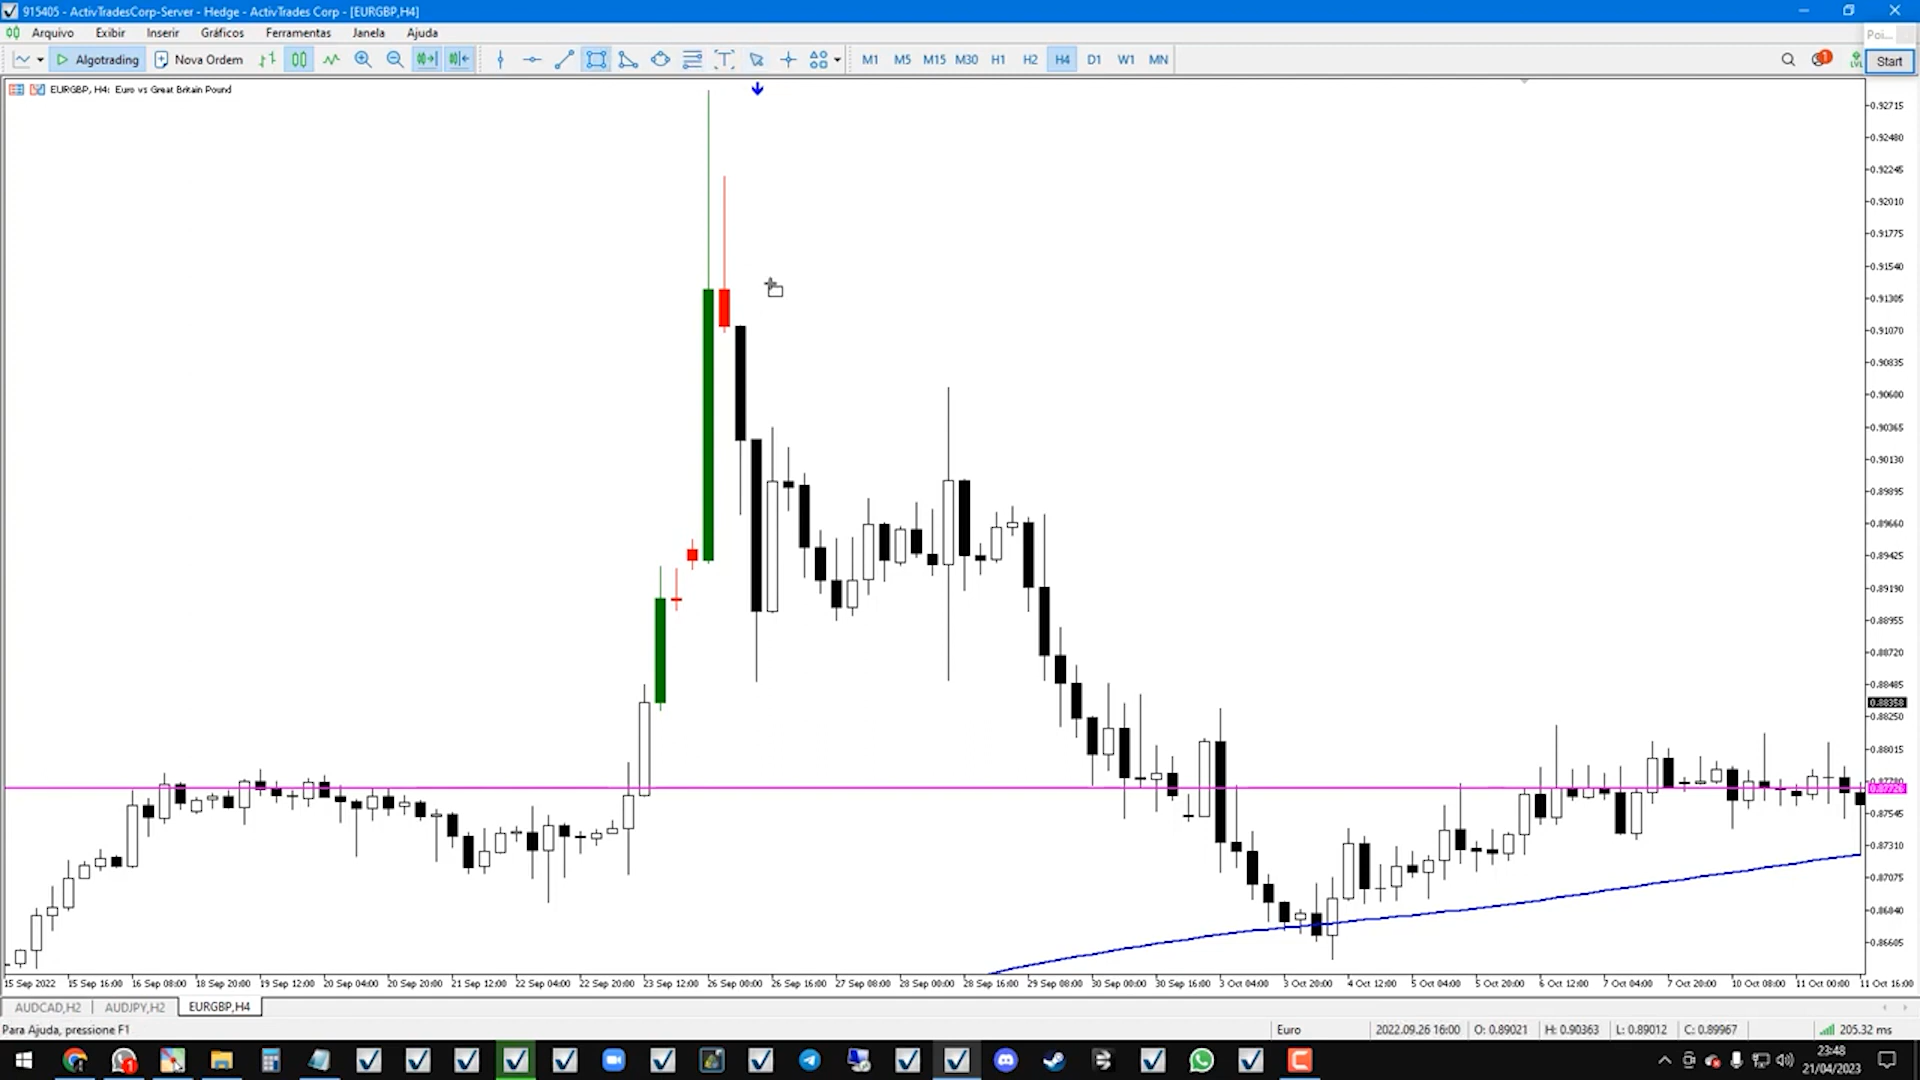 915405 - ActivTradesCorp-Server - Hedge - ActivTrades Corp - [EURGBP,H4]
Arquivo Exibir Inserir Gráficos Ferramentas Janela Ajuda
Poi...
Algotrading Nova Ordem M1 M5 M15 M30 H1 H2 H4 D1 W1 MN
1
LVL
Start
EURGBP, H4: Euro vs Great Britain Pound
0.92715
0.92480
0.92245
0.92010
0.91775
0.91540
0.91305
0.91070
0.90835
0.90600
0.90365
0.90130
0.89895
0.89660
0.89425
0.89190
0.88955
0.88720
0.88485
0.88358
0.88250
0.88015
0.87780
0.87726
0.87545
0.87310
0.87075
0.86840
0.86605
15 Sep 2022 15 Sep 16:00 16 Sep 08:00 18 Sep 20:00 19 Sep 12:00 20 Sep 04:00 20 Sep 20:00 21 Sep 12:00 22 Sep 04:00 22 Sep 20:00 23 Sep 12:00 26 Sep 00:00 26 Sep 16:00 27 Sep 08:00 28 Sep 00:00 28 Sep 16:00 29 Sep 08:00 30 Sep 00:00 30 Sep 16:00 3 Oct 04:00 3 Oct 20:00 4 Oct 12:00 5 Oct 04:00 5 Oct 20:00 6 Oct 12:00 7 Oct 04:00 7 Oct 20:00 10 Oct 08:00 11 Oct 00:00 11 Oct 16:00
AUDCAD,H2 AUDJPY,H2 EURGBP,H4
Para Ajuda, pressione F1
Euro
2022.09.26 16:00 O: 0.89021 H: 0.90363 L: 0.89012 C: 0.89967
205.32 ms
1
23:48
21/04/2023